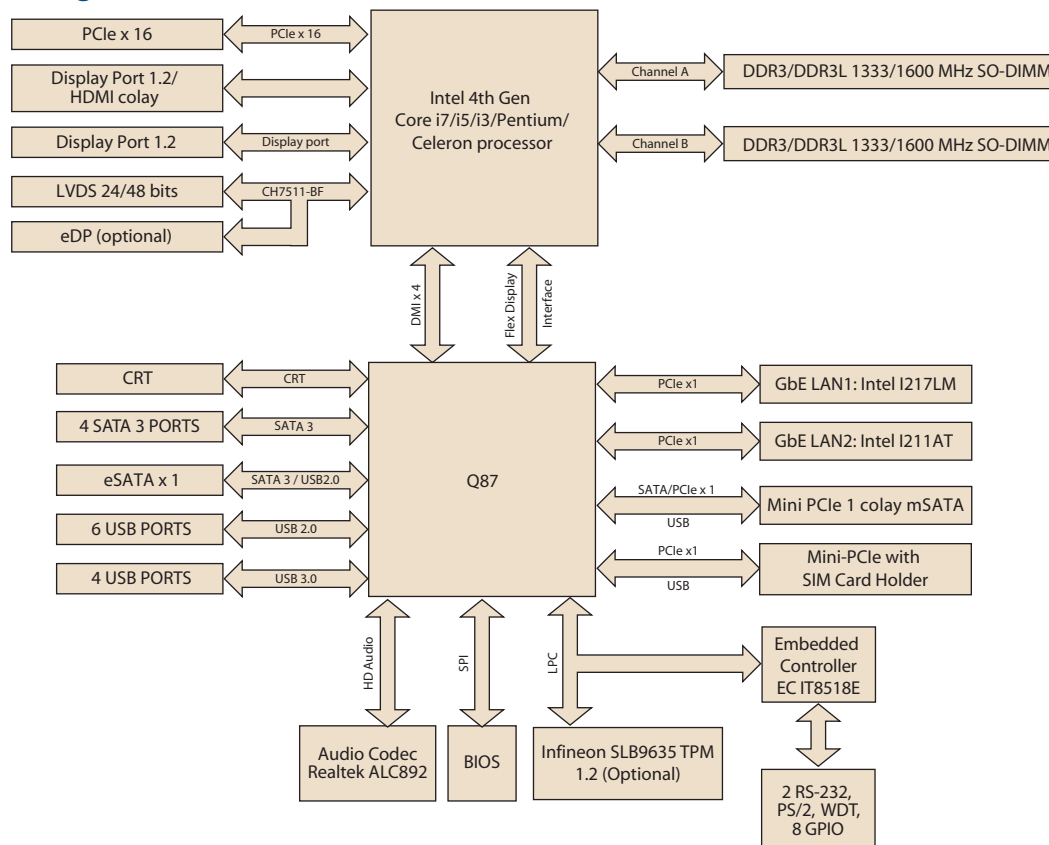 PCIe x 16
PCIe x 16
Display Port 1.2/
HDMI colay
Display Port 1.2
Display port
LVDS 24/48 bits
CH7511-BF
eDP (optional)
Intel 4th Gen
Core i7/i5/i3/Pentium/
Celeron processor
Channel A
DDR3/DDR3L 1333/1600 MHz SO-DIMM
Channel B
DDR3/DDR3L 1333/1600 MHz SO-DIMM
DMI x 4
Flex Display
Interface
CRT
CRT
4 SATA 3 PORTS
SATA 3
eSATA x 1
SATA 3 / USB2.0
6 USB PORTS
USB 2.0
4 USB PORTS
USB 3.0
Q87
PCIe x1
GbE LAN1: Intel I217LM
PCIe x1
GbE LAN2: Intel I211AT
SATA/PCIe x 1
USB
Mini PCIe 1 colay mSATA
PCIe x1
USB
Mini-PCIe with
SIM Card Holder
HD Audio
SPI
LPC
Embedded
Controller
EC IT8518E
Audio Codec
Realtek ALC892
BIOS
Infineon SLB9635 TPM
1.2 (Optional)
2 RS-232,
PS/2, WDT,
8 GPIO